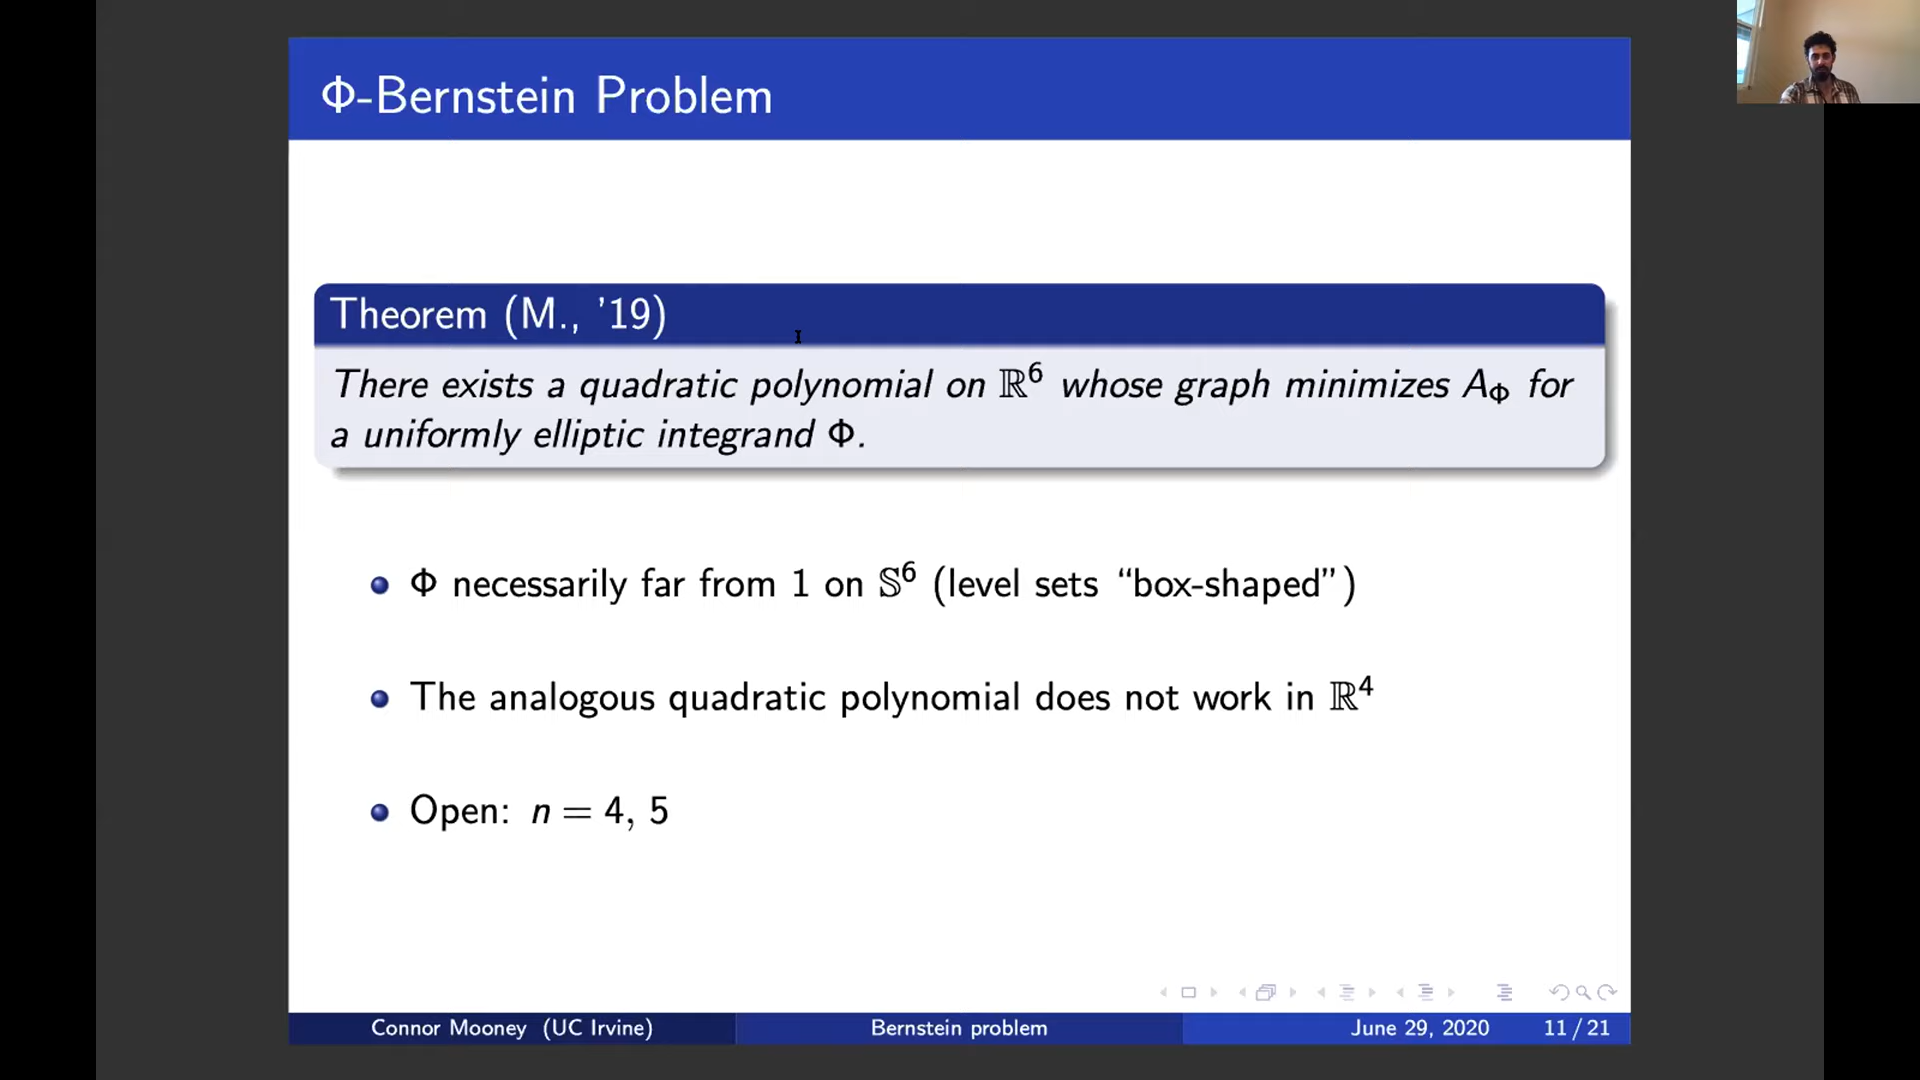 Φ-Bernstein Problem
Theorem (M., ’19)
There exists a quadratic polynomial on ℝ⁶ whose graph minimizes A_Φ for
a uniformly elliptic integrand Φ.
Φ necessarily far from 1 on 𝕊⁶ (level sets “box-shaped”)
The analogous quadratic polynomial does not work in ℝ⁴
Open: n = 4, 5
Connor Mooney (UC Irvine) Bernstein problem June 29, 2020 11 / 21